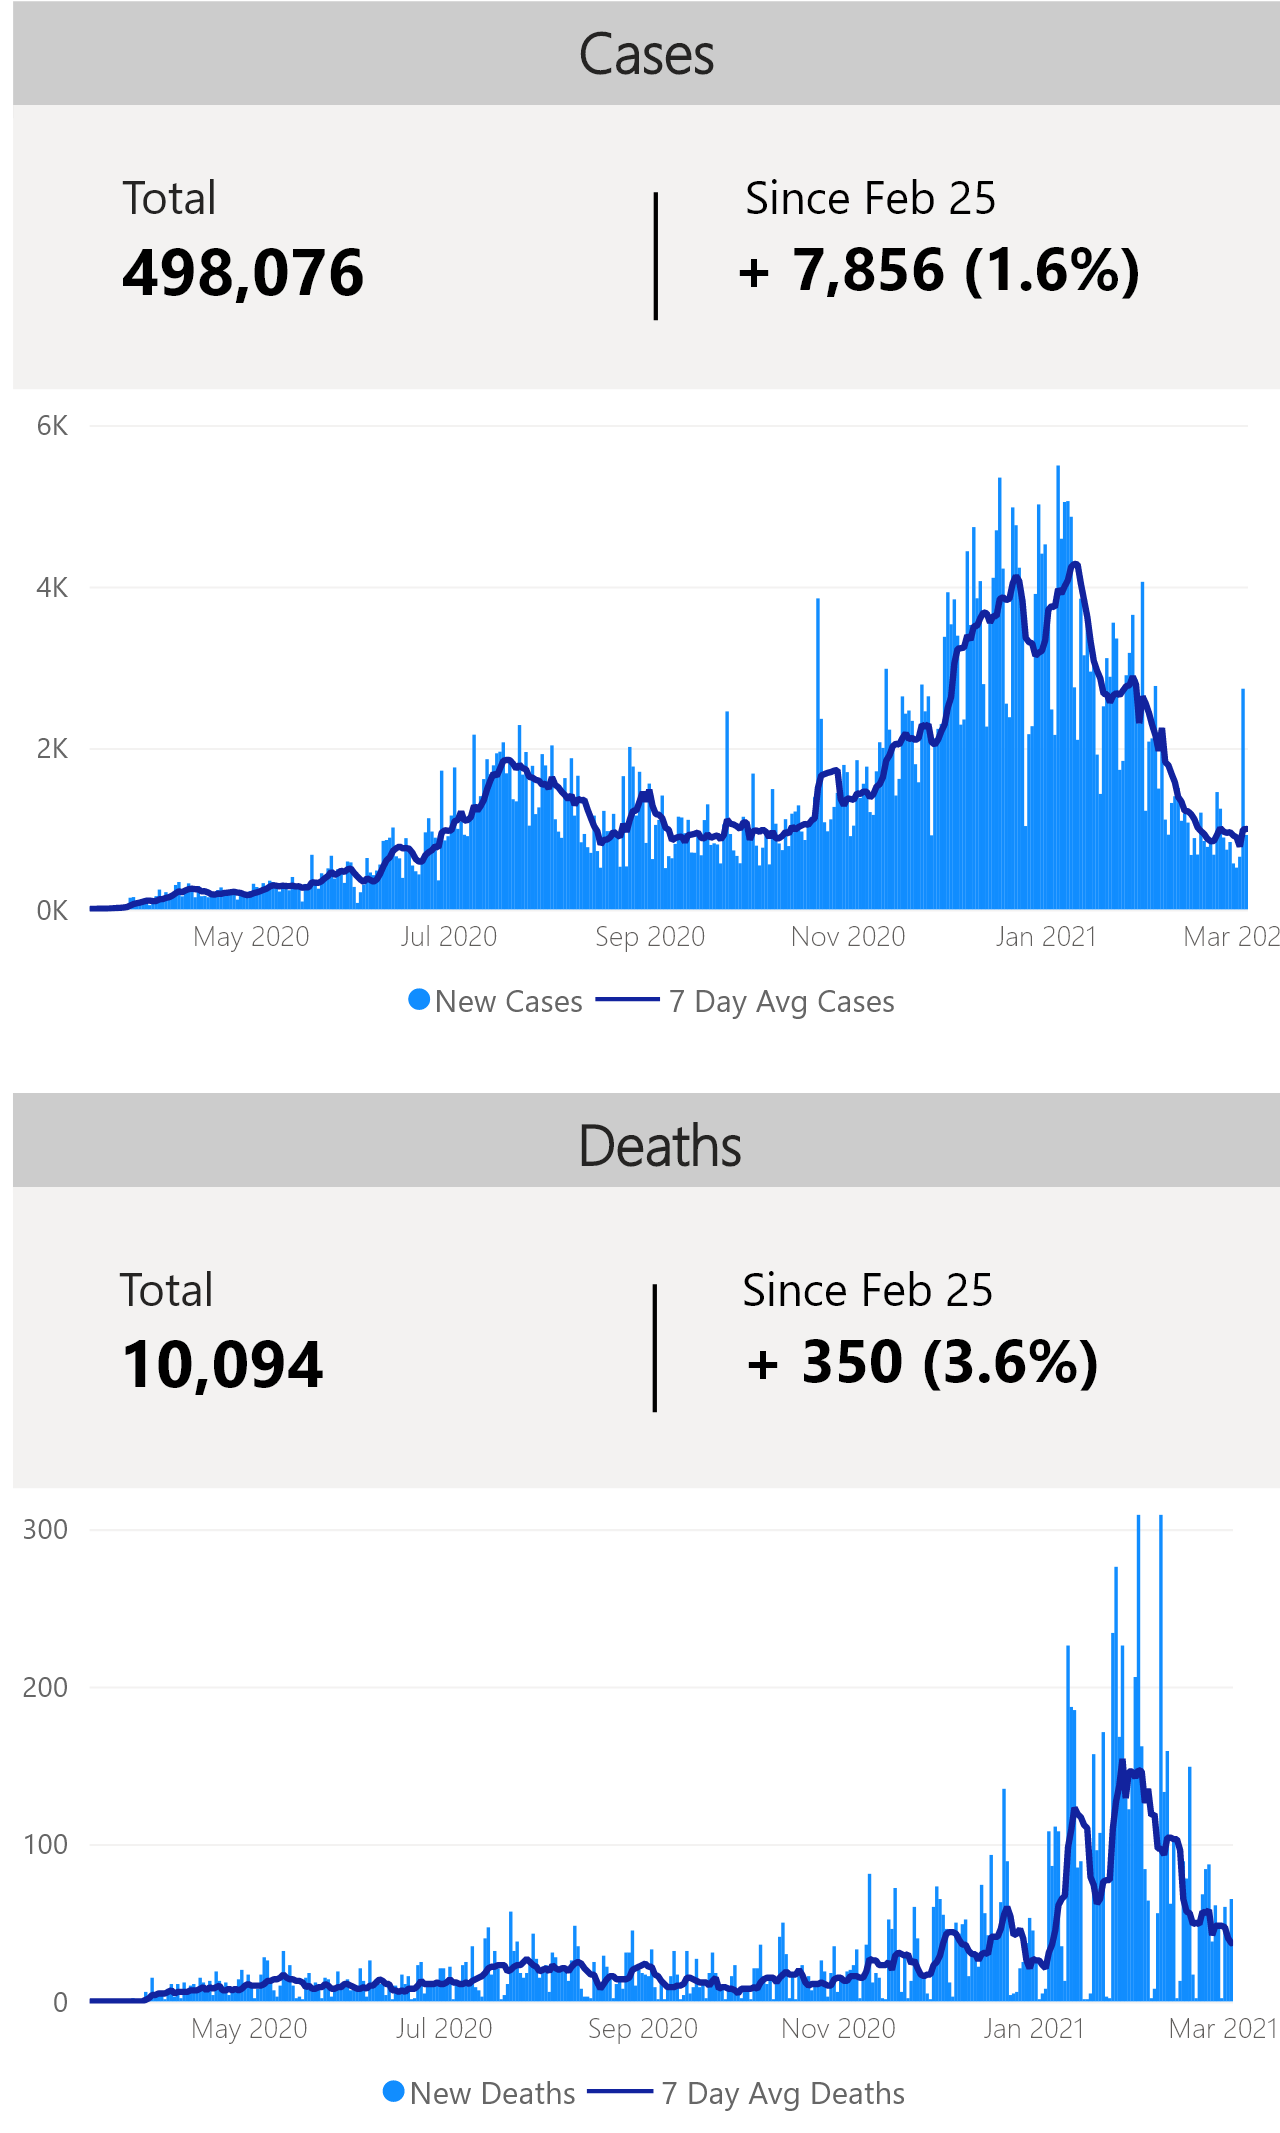 Cases
Total
Since Feb 25
498,076
+ 7,856 (1.6%)
6K
4K
2K
0K
May 2020 Jul 2020 Sep 2020 Nov 2020 Jan 2021 Mar 202
New Cases 7 Day Avg Cases
Deaths
Total
Since Feb 25
10,094
+ 350 (3.6%)
300
200
100
0
May 2020 Jul 2020 Sep 2020 Nov 2020 Jan 2021 Mar 2021
New Deaths 7 Day Avg Deaths